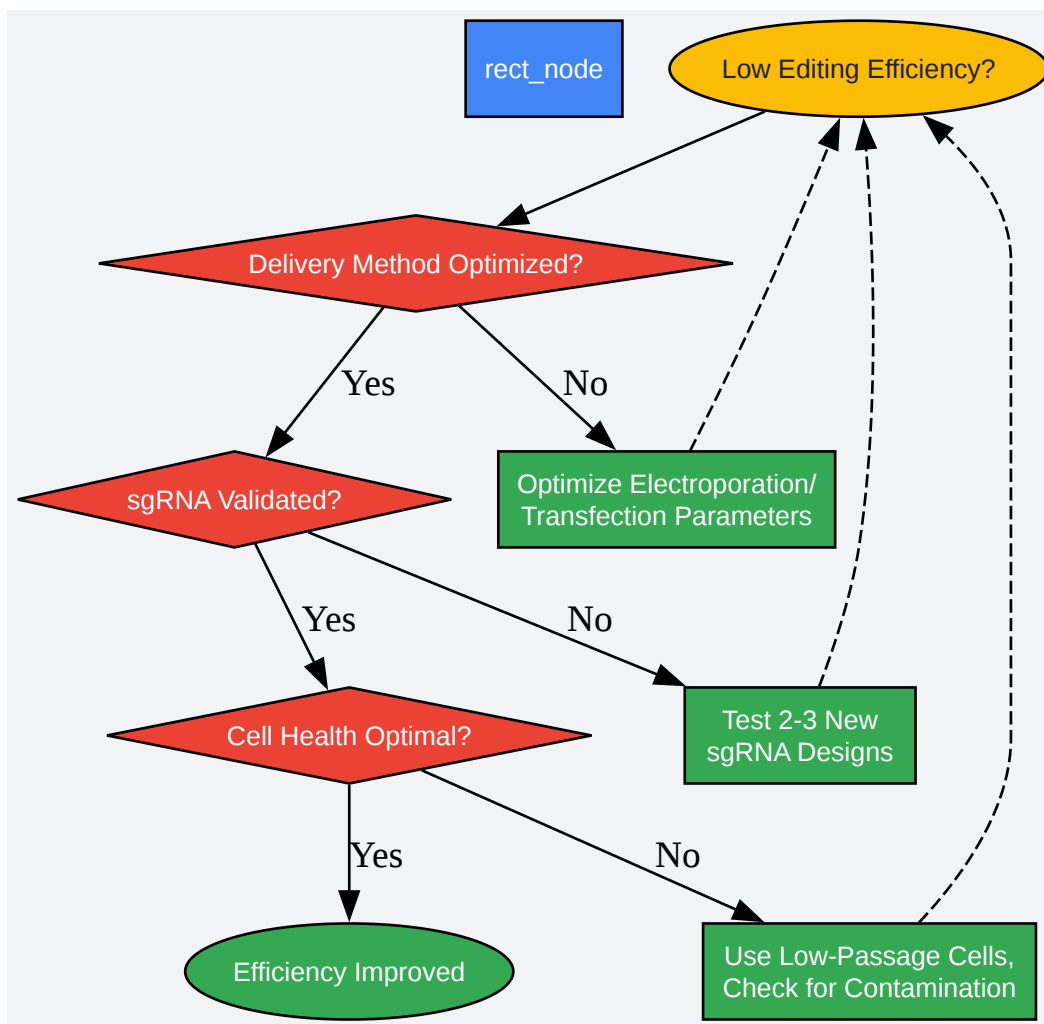 rect_node
Low Editing Efficiency?
Delivery Method Optimized?
Yes
No
sgRNA Validated?
Optimize Electroporation/
Transfection Parameters
Yes
No
Cell Health Optimal?
Test 2-3 New
sgRNA Designs
Yes
No
Efficiency Improved
Use Low-Passage Cells,
Check for Contamination